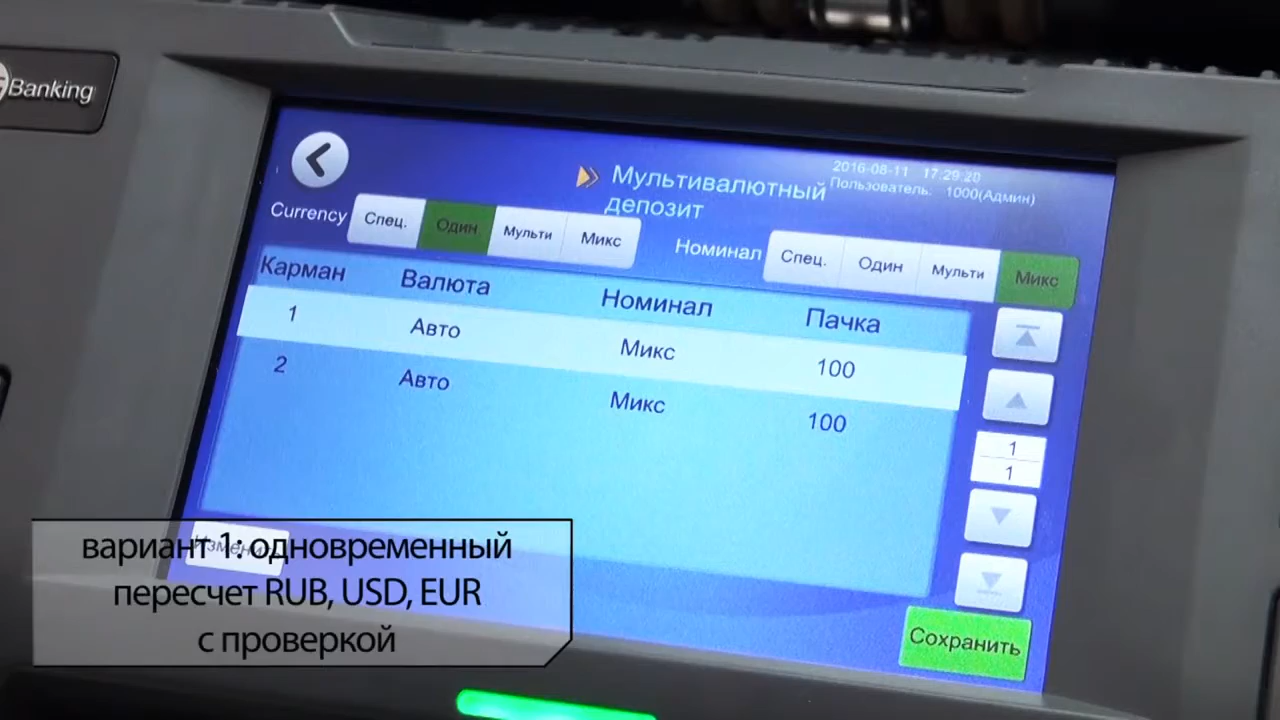 Banking
2016-08-11 17:29:20
Пользователь: 1000(Админ)
Мультивалютный
депозит
Currency Спец. Один Мульти Микс
Номинал Спец. Один Мульти Микс
Карман Валюта Номинал Пачка
1 Авто Микс 100
2 Авто Микс 100
1
1
вариант 1: одновременный
пересчет RUB, USD, EUR
с проверкой
Сохранить